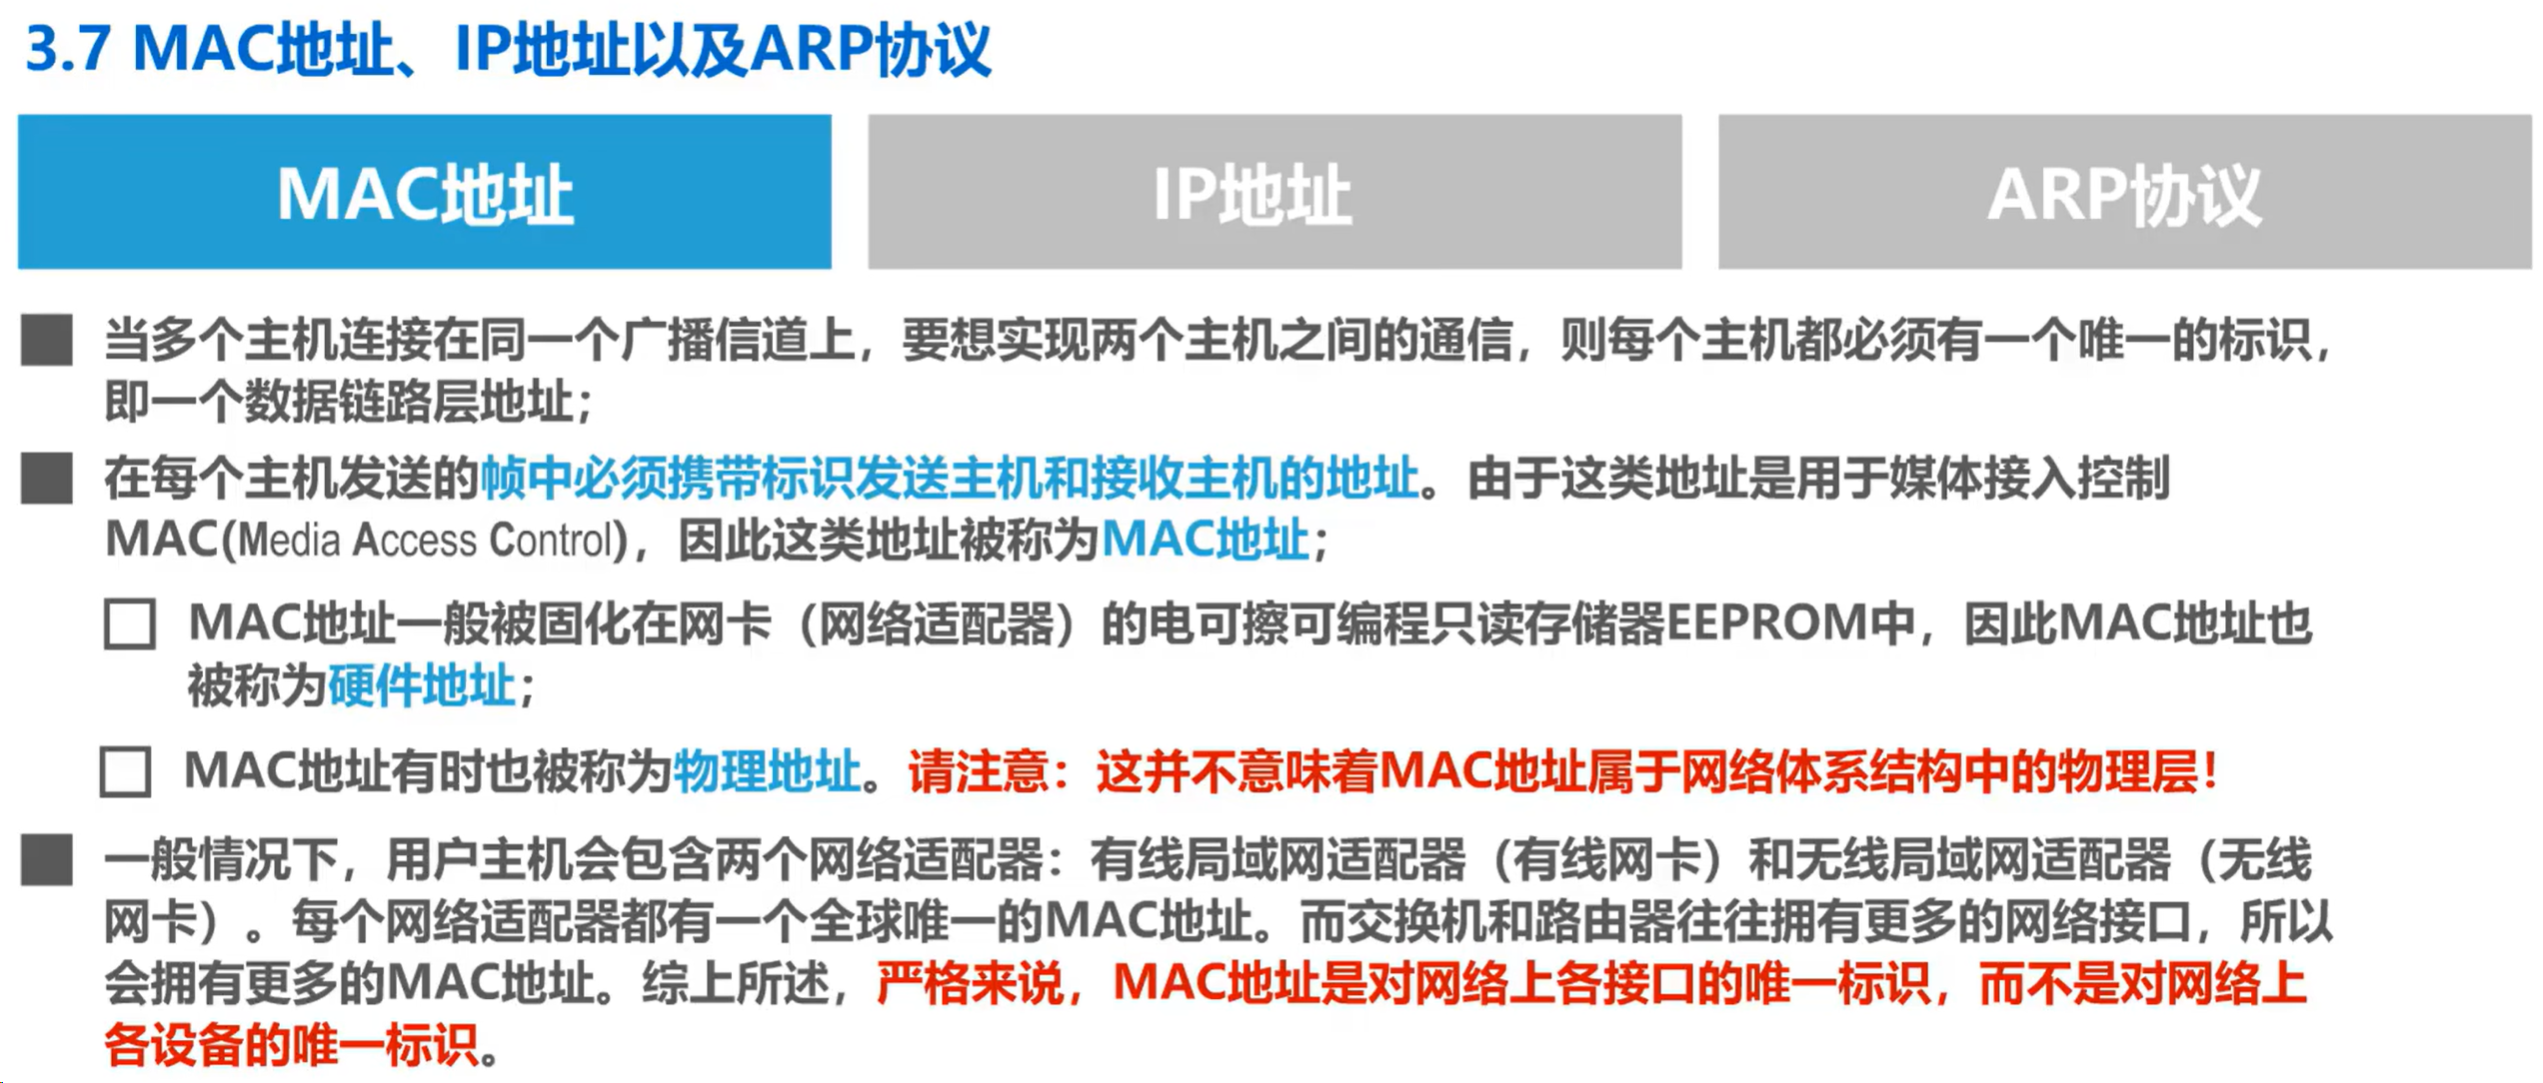 3.7 MAC地址、IP地址以及ARP协议
MAC地址
IP地址
ARP协议
当多个主机连接在同一个广播信道上，要想实现两个主机之间的通信，则每个主机都必须有一个唯一的标识，
即一个数据链路层地址；
在每个主机发送的帧中必须携带标识发送主机和接收主机的地址。由于这类地址是用于媒体接入控制
MAC(Media Access Control)，因此这类地址被称为MAC地址；
MAC地址一般被固化在网卡（网络适配器）的电可擦可编程只读存储器EEPROM中，因此MAC地址也
被称为硬件地址；
MAC地址有时也被称为物理地址。请注意：这并不意味着MAC地址属于网络体系结构中的物理层！
一般情况下，用户主机会包含两个网络适配器：有线局域网适配器（有线网卡）和无线局域网适配器（无线
网卡）。每个网络适配器都有一个全球唯一的MAC地址。而交换机和路由器往往拥有更多的网络接口，所以
会拥有更多的MAC地址。综上所述，严格来说，MAC地址是对网络上各接口的唯一标识，而不是对网络上
各设备的唯一标识。